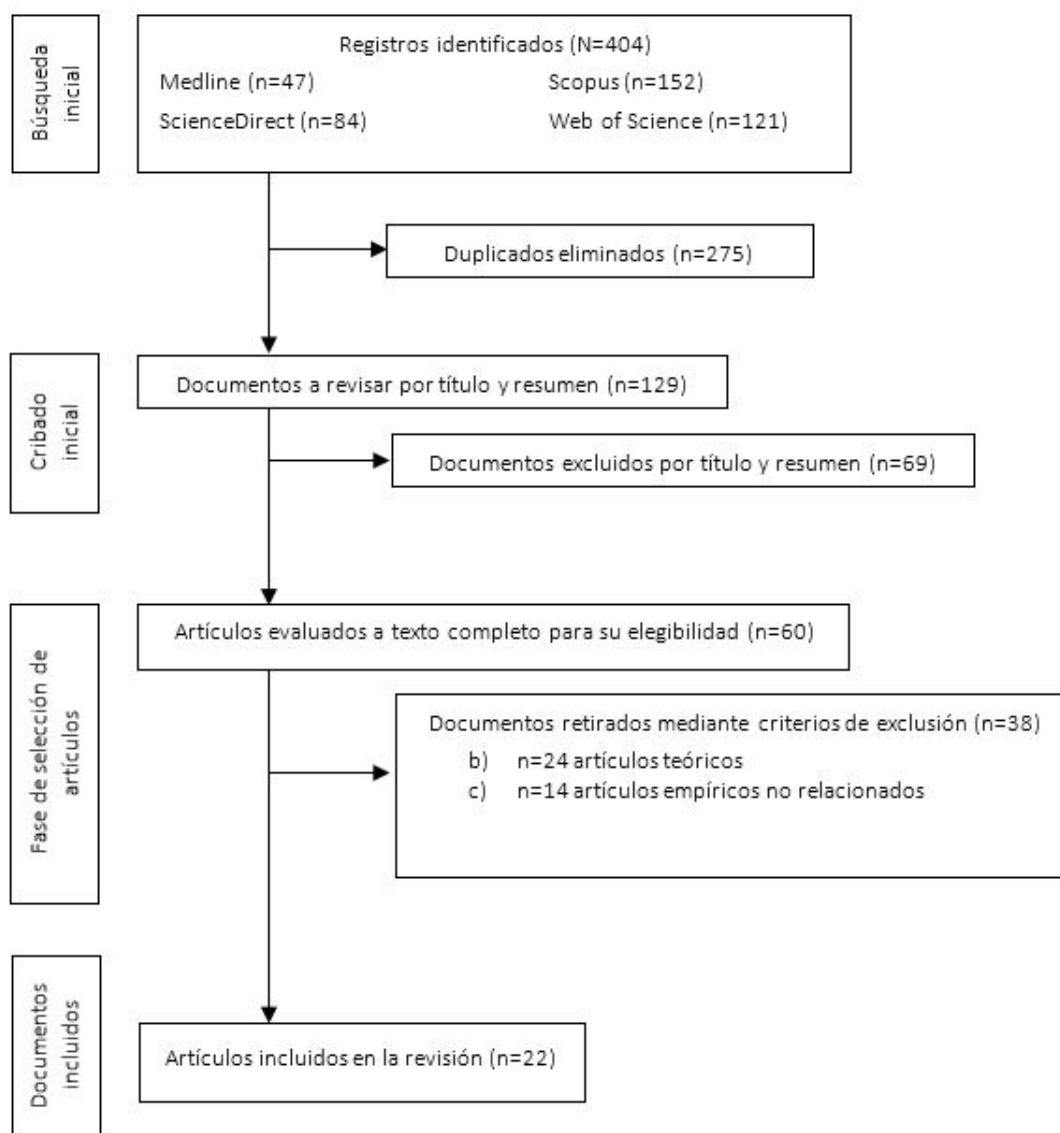 Búsqueda
inicial
Registros identificados (N=404)
Medline (n=47)
Scopus (n=152)
ScienceDirect (n=84)
Web of Science (n=121)
Duplicados eliminados (n=275)
Cribado
inicial
Documentos a revisar por título y resumen (n=129)
Documentos excluidos por título y resumen (n=69)
Fase de selección de
artículos
Artículos evaluados a texto completo para su elegibilidad (n=60)
Documentos retirados mediante criterios de exclusión (n=38)
b) n=24 artículos teóricos
c) n=14 artículos empíricos no relacionados
Documentos
incluidos
Artículos incluidos en la revisión (n=22)